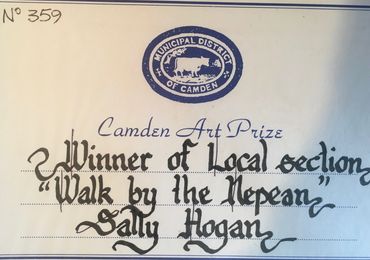 Nº 359
MUNICIPAL DISTRICT
OF CAMDEN
Camden Art Prize
Winner of Local section
"Walk by the Nepean"
Sally Hogan